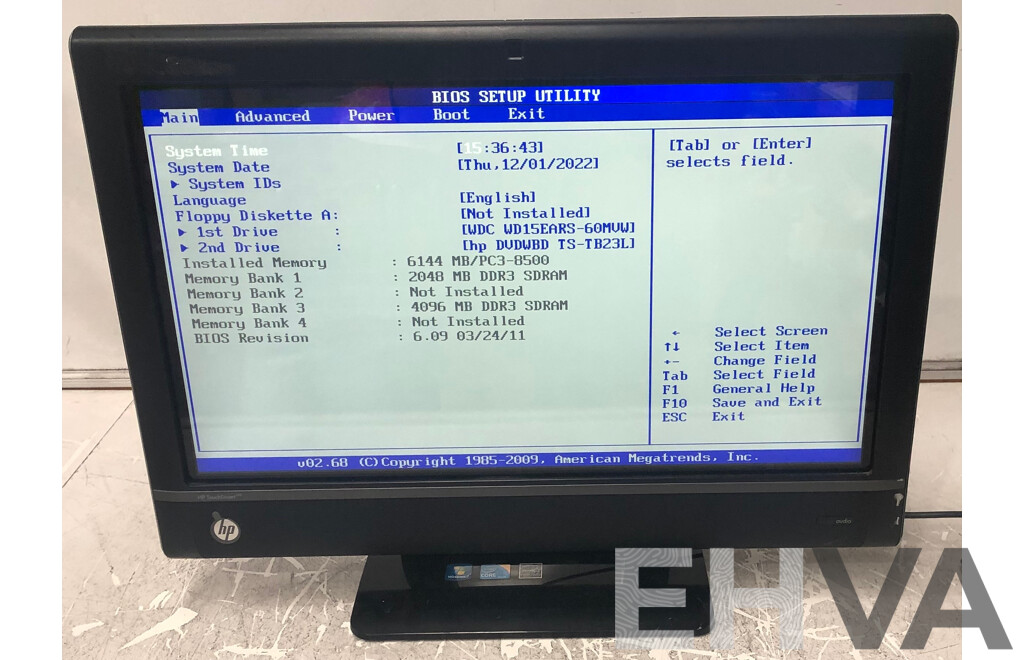 BIOS SETUP UTILITY
Main Advanced Power Boot Exit
System Time [15:36:43]
System Date [Thu,12/01/2022]
▶ System IDs
Language [English]
Floppy Diskette A: [Not Installed]
▶ 1st Drive : [WDC WD15EARS-60MVW]
▶ 2nd Drive : [hp DVDWBD TS-TB23L]
Installed Memory : 6144 MB/PC3-8500
Memory Bank 1 : 2048 MB DDR3 SDRAM
Memory Bank 2 : Not Installed
Memory Bank 3 : 4096 MB DDR3 SDRAM
Memory Bank 4 : Not Installed
BIOS Revision : 6.09 03/24/11
[Tab] or [Enter]
selects field.
← Select Screen
↑↓ Select Item
+- Change Field
Tab Select Field
F1 General Help
F10 Save and Exit
ESC Exit
v02.68 (C)Copyright 1985-2009, American Megatrends, Inc.
hp
EHVA